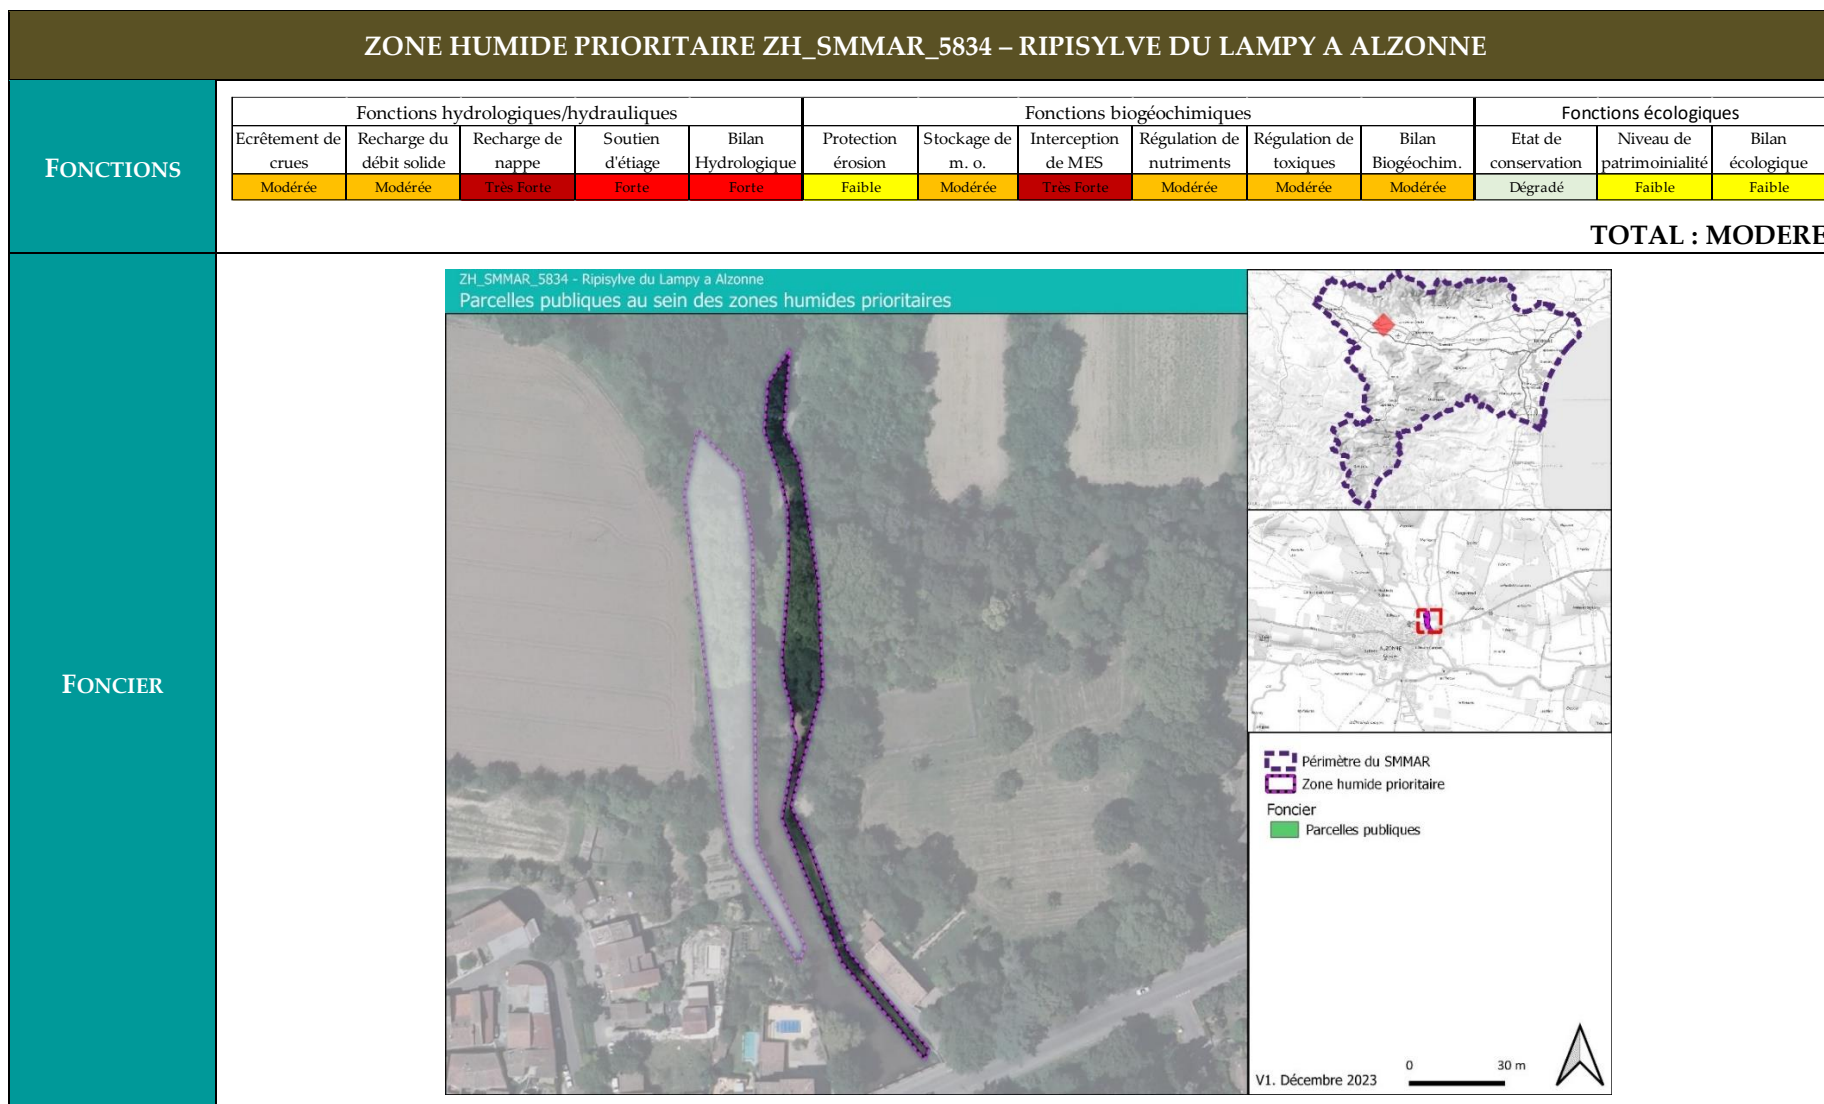 ZONE HUMIDE PRIORITAIRE ZH_SMMAR_5834 – RIPISYLVE DU LAMPY A ALZONNE
FONCTIONS
Fonctions hydrologiques/hydrauliques Fonctions biogéochimiques Fonctions écologiques
Ecrêtement de Recharge du Recharge de Soutien Bilan Protection Stockage de Interception Régulation de Régulation de Bilan Etat de Niveau de Bilan
crues débit solide nappe d'étiage Hydrologique érosion m. o. de MES nutriments toxiques Biogéochim. conservation patrimoinialité écologique
Modérée Modérée Très Forte Forte Forte Faible Modérée Très Forte Modérée Modérée Modérée Dégradé Faible Faible
TOTAL : MODERE
FONCIER
ZH_SMMAR_5834 - Ripisylve du Lampy a Alzonne
Parcelles publiques au sein des zones humides prioritaires
ALZONNE
Périmètre du SMMAR
Zone humide prioritaire
Foncier
Parcelles publiques
V1. Décembre 2023
0 30 m